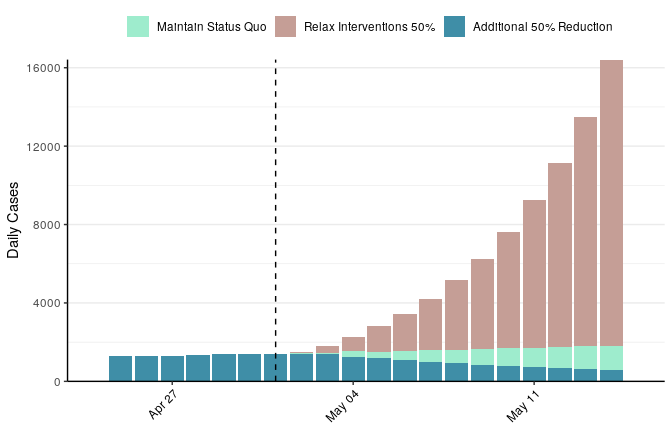 Maintain Status Quo Relax Interventions 50% Additional 50% Reduction
Daily Cases
16000
12000
8000
4000
0
Apr 27
May 04
May 11